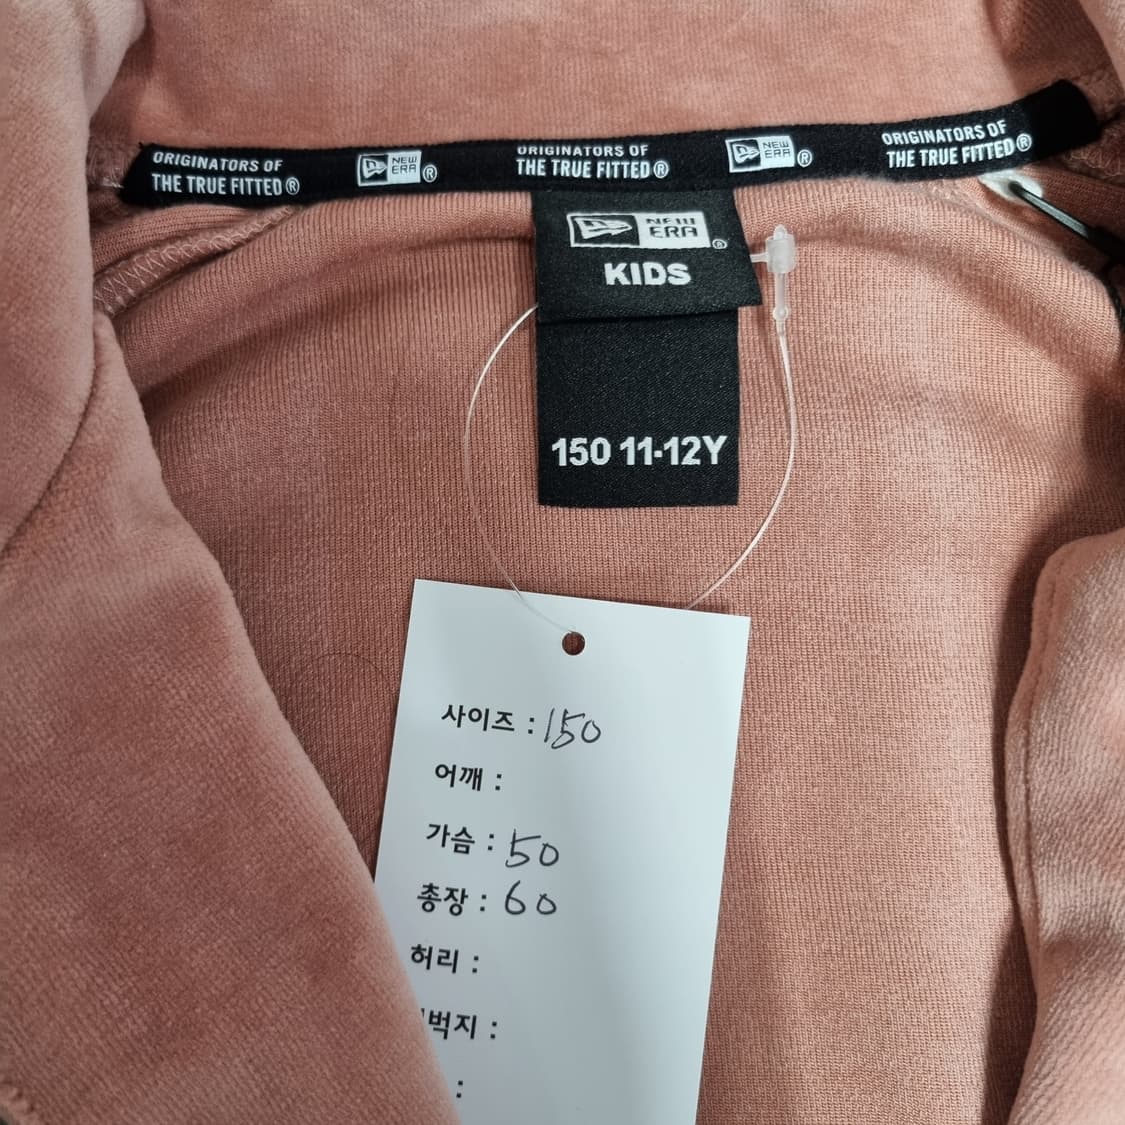 ORIGINATORS OF
THE TRUE FITTED®
NEW
ERA®
ORIGINATORS OF
THE TRUE FITTED®
NEW
ERA®
ORIGINATORS OF
THE TRUE FITTED®
NEW
ERA®
KIDS
150 11-12Y
사이즈 : 150
어깨 :
가슴 : 50
총장 : 60
허리 :
벅지 :
: